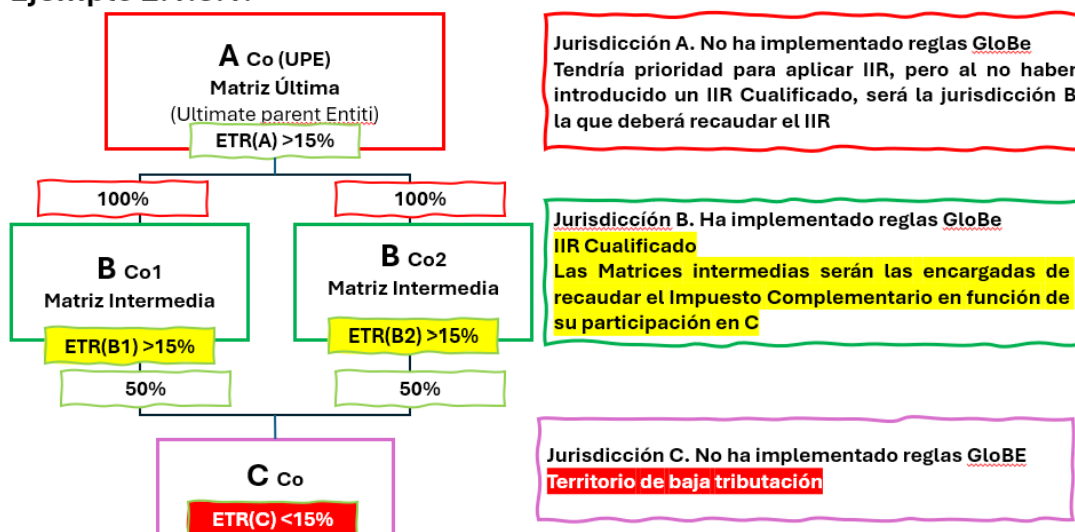 A Co (UPE)
Matriz Última
(Ultimate parent Entiti)
ETR(A) >15%
100%
100%
B Co1
Matriz Intermedia
ETR(B1) >15%
50%
B Co2
Matriz Intermedia
ETR(B2) >15%
50%
C Co
ETR(C) <15%
Jurisdicción A. No ha implementado reglas GloBe
Tendría prioridad para aplicar IIR, pero al no haber
introducido un IIR Cualificado, será la jurisdicción B
la que deberá recaudar el IIR
Jurisdiccíón B. Ha implementado reglas GloBe
IIR Cualificado
Las Matrices intermedias serán las encargadas de
recaudar el Impuesto Complementario en función de
su participación en C
Jurisdicción C. No ha implementado reglas GloBE
Territorio de baja tributación